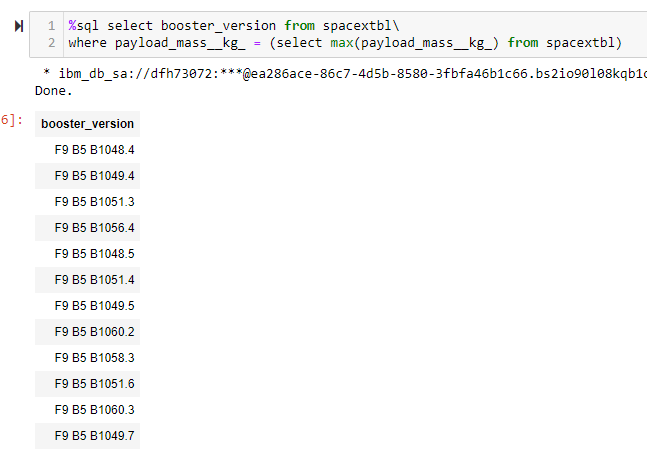 1 %sql select booster_version from spacextbl\
2 where payload_mass__kg_ = (select max(payload_mass__kg_) from spacextbl)
* ibm_db_sa://dfh73072:***@ea286ace-86c7-4d5b-8580-3fbfa46b1c66.bs2io90l08kqb1
Done.
6]:
booster_version
F9 B5 B1048.4
F9 B5 B1049.4
F9 B5 B1051.3
F9 B5 B1056.4
F9 B5 B1048.5
F9 B5 B1051.4
F9 B5 B1049.5
F9 B5 B1060.2
F9 B5 B1058.3
F9 B5 B1051.6
F9 B5 B1060.3
F9 B5 B1049.7